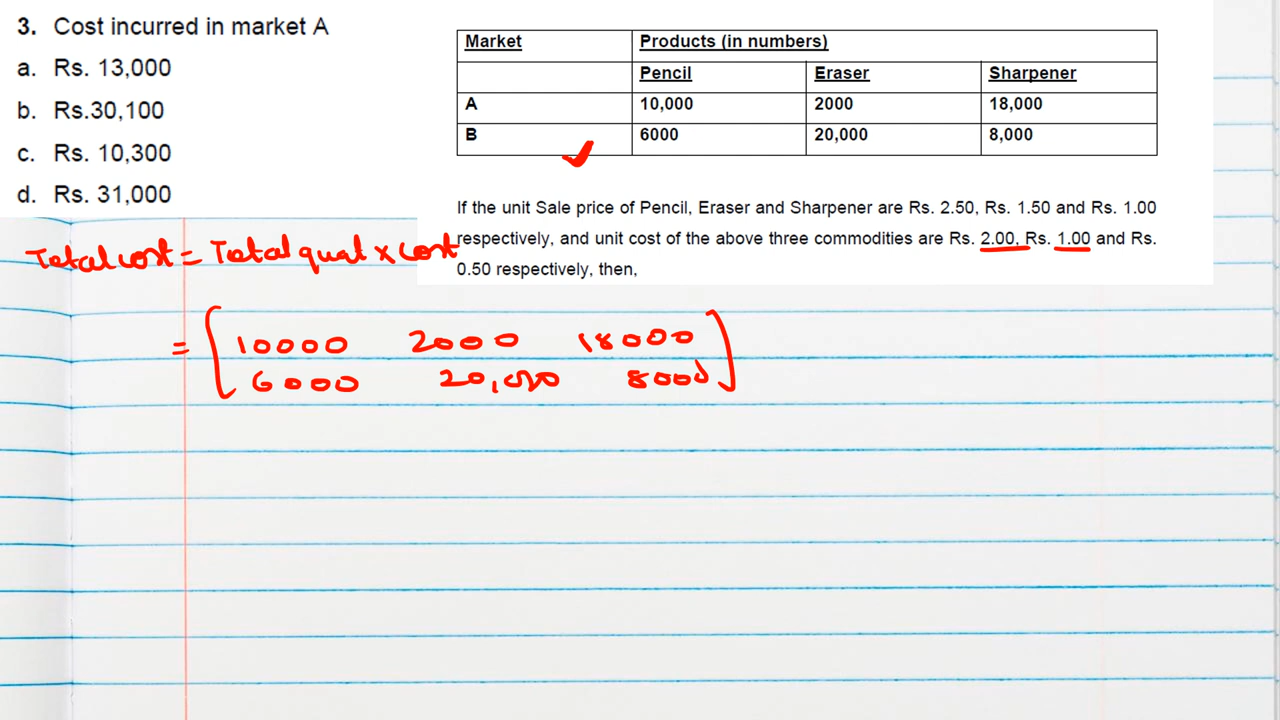 3. Cost incurred in market A
a. Rs. 13,000
b. Rs.30,100
c. Rs. 10,300
d. Rs. 31,000
Market Products (in numbers)
Pencil Eraser Sharpener
A 10,000 2000 18,000
B 6000 20,000 8,000
If the unit Sale price of Pencil, Eraser and Sharpener are Rs. 2.50, Rs. 1.50 and Rs. 1.00
respectively, and unit cost of the above three commodities are Rs. 2.00, Rs. 1.00 and Rs.
0.50 respectively, then,
Total cost = Total qual x cost
= 10000 2000 18000
6000 20,000 8000